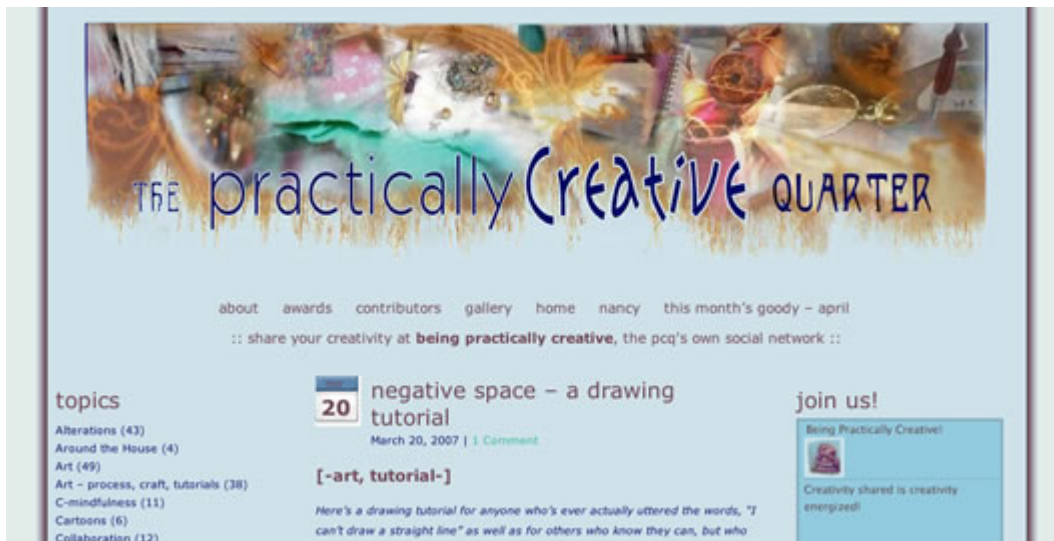 THE practically Creative QUARTER
about awards contributors gallery home nancy this month's goody – april
:: share your creativity at being practically creative, the pcq's own social network ::
topics
Alterations (43)
Around the House (4)
Art (49)
Art – process, craft, tutorials (38)
C-mindfulness (11)
Cartoons (6)
Collaboration (12)
20
negative space – a drawing
tutorial
March 20, 2007 | 1 Comment
[-art, tutorial-]
Here's a drawing tutorial for anyone who's ever actually uttered the words, "I
can't draw a straight line" as well as for others who know they can, but who
join us!
Being Practically Creative!
Creativity shared is creativity
energized!